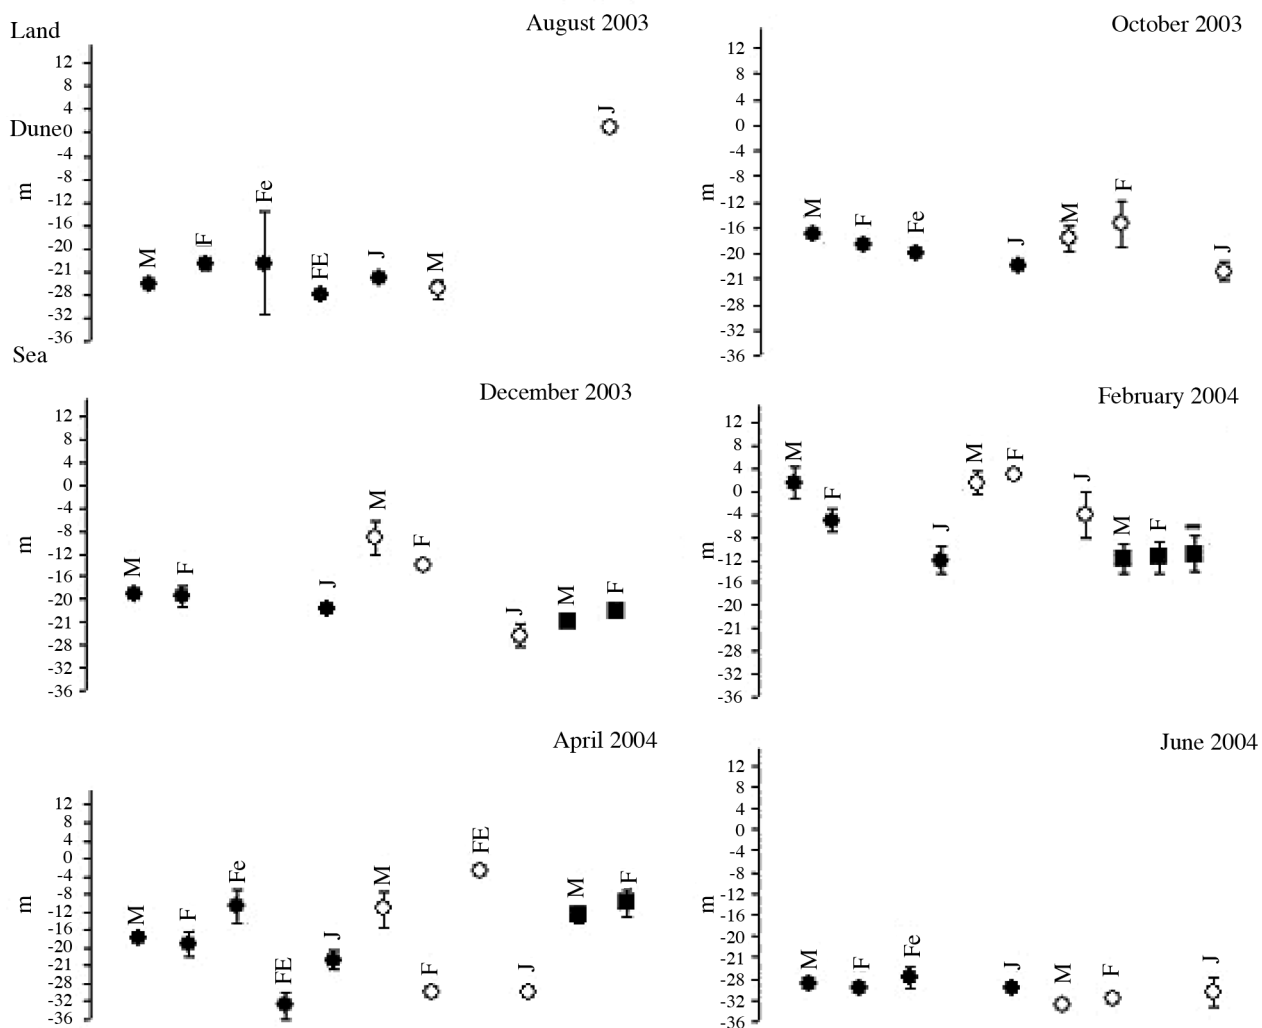 Land
August 2003
12
8
4
Dune0
-4
-8
-12
-16
-20
-21
-28
-32
-36
Sea
m
M
F
Fe
FE
J
M
J
October 2003
12
8
4
0
-4
-8
-12
-16
-20
-21
-28
-32
-36
m
M
F
Fe
J
M
F
J
December 2003
12
8
4
0
-4
-8
-12
-16
-20
-21
-28
-32
-36
m
M
F
J
M
F
J
M
F
February 2004
12
8
4
0
-4
-8
-12
-16
-20
-21
-28
-32
-36
m
M
F
J
M
F
J
M
F
I
April 2004
12
8
4
0
-4
-8
-12
-16
-20
-21
-28
-32
-36
m
M
F
Fe
FE
J
M
F
FE
J
M
F
June 2004
12
8
4
0
-4
-8
-12
-16
-20
-21
-28
-32
-36
m
M
F
Fe
J
M
F
J